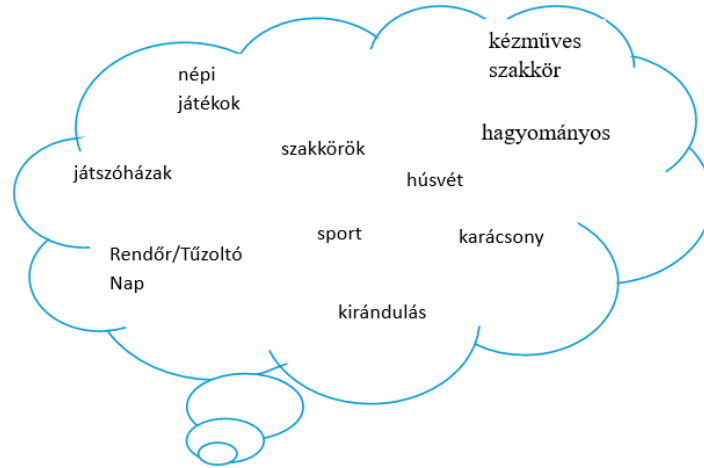 kézműves
szakkör
népi
játékok
hagyományos
szakkörök
játszóházak
húsvét
sport
karácsony
Rendőr/Tűzoltó
Nap
kirándulás